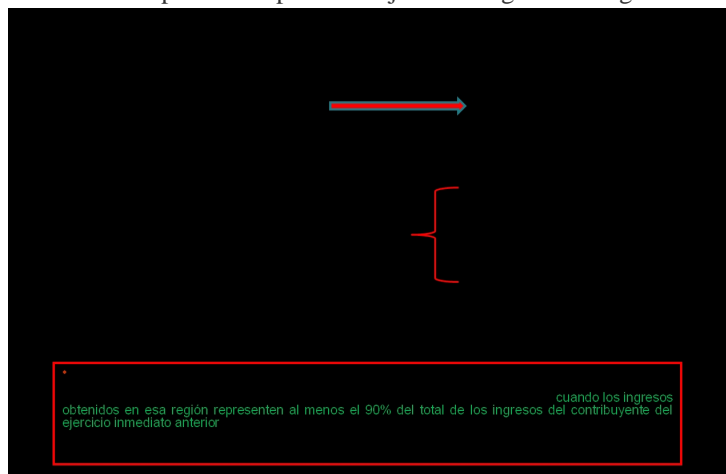 cuando los ingresos
obtenidos en esa región representen al menos el 90% del total de los ingresos del contribuyente del
ejercicio inmediato anterior